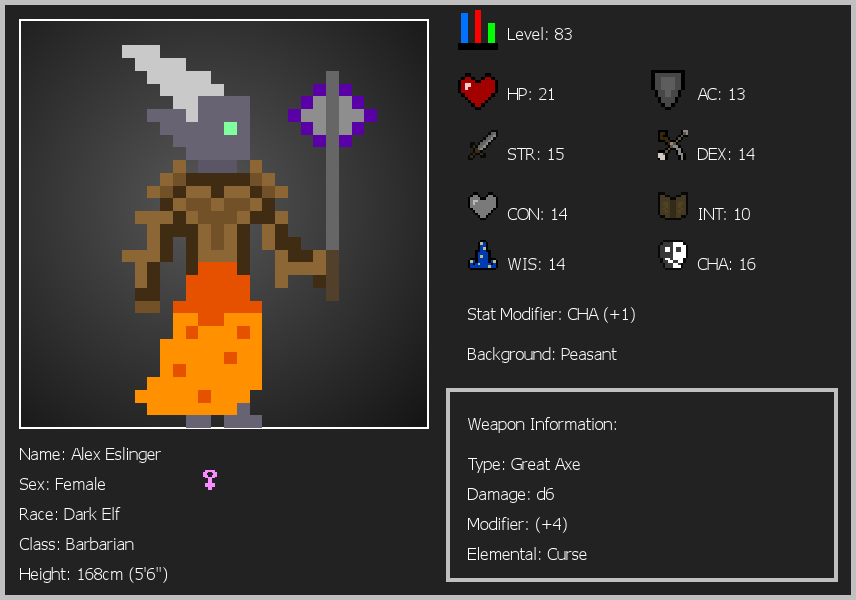 Level: 83
HP: 21
AC: 13
STR: 15
DEX: 14
CON: 14
INT: 10
WIS: 14
CHA: 16
Stat Modifier: CHA (+1)
Background: Peasant
Weapon Information:
Type: Great Axe
Damage: d6
Modifier: (+4)
Elemental: Curse
Name: Alex Eslinger
Sex: Female
Race: Dark Elf
Class: Barbarian
Height: 168cm (5'6")